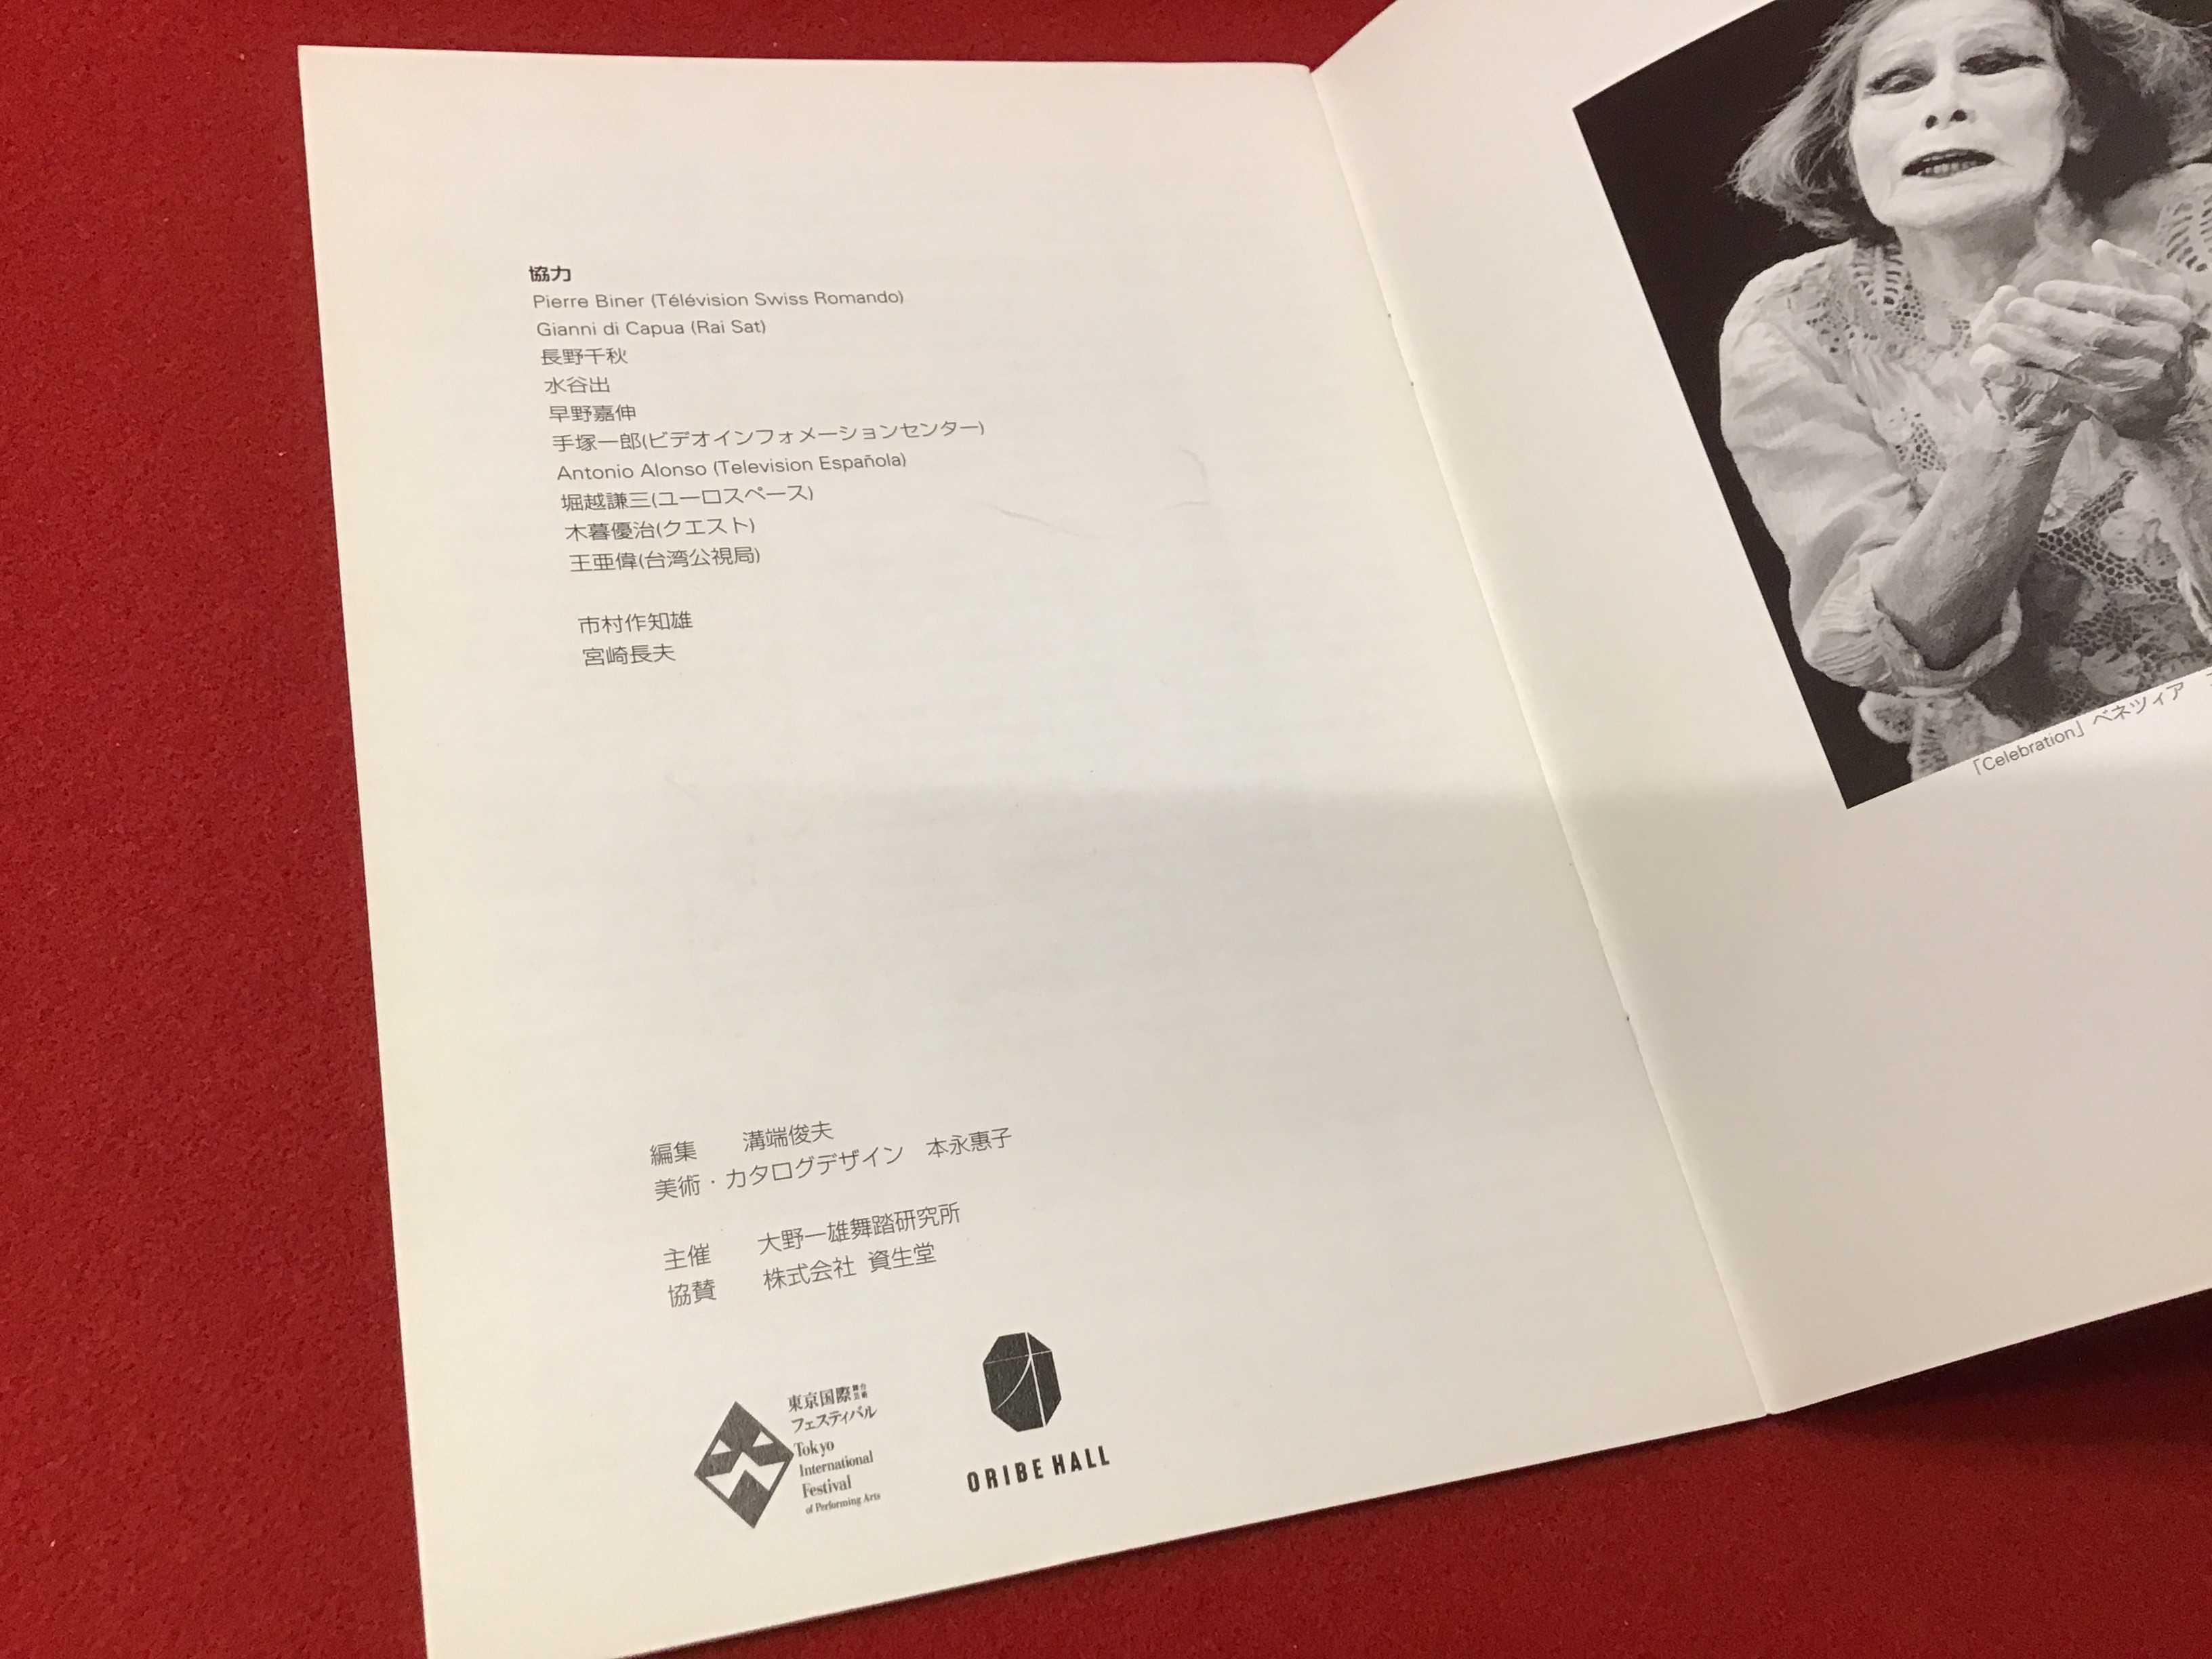 協力
Pierre Biner (Télévision Swiss Romando)
Gianni di Capua (Rai Sat)
長野千秋
水谷出
早野嘉伸
手塚一郎(ビデオインフォメーションセンター)
Antonio Alonso (Television Española)
堀越謙三(ユーロスペース)
木暮優治(クエスト)
王亜偉(台湾公視局)
市村作知雄
宮崎長夫
編集 溝端俊夫
美術・カタログデザイン 本永惠子
主催 大野一雄舞踏研究所
協賛 株式会社 資生堂
東京国際舞台芸術
フェスティバル
Tokyo
International
Festival
of Performing Arts
ORIBE HALL
「Celebration」ベネツィア